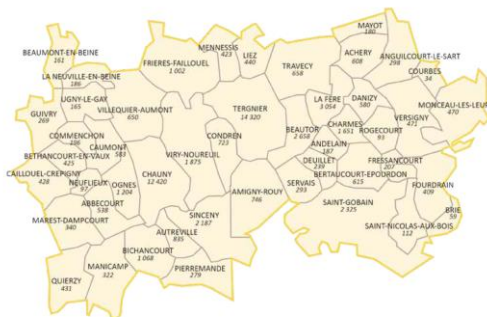 MAYOT
180
BEAUMONT-EN-BEINE
161
MENNESSIS
423
LIEZ
440
ACHERY
608
ANGUILCOURT-LE-SART
298
FRIERES-FAILLOUEL
1 002
TRAVECY
658
COURBES
34
LA NEUVILLE-EN-BEINE
186
UGNY-LE-GAY
165
VILLEQUIER-AUMONT
650
TERGNIER
14 320
LA FÈRE
3 054
DANIZY
580
MONCEAU-LES-LEUPS
470
GUIVRY
269
VERSIGNY
471
CHARMES
1 651
ROGECOURT
93
BEAUTOR
2 658
COMMENCHON
CONDREN
723
CAUMONT
583
ANDELAIN
187
BETHANCOURT-EN-VAUX
425
VIRY-NOUREUIL
1 875
DEUILLET
239
FRESSANCOURT
207
CAILLOUEL-CREPIGNY
428
CHAUNY
12 420
BERTAUCOURT-EPOURDON
615
NEUFLIEUX
97
OGNES
1 204
AMIGNY-ROUY
746
SERVAIS
293
FOURDRAIN
409
ABBECOURT
538
SAINT-GOBAIN
2 325
BRIE
59
MAREST-DAMPCOURT
340
SINCENY
2 187
SAINT-NICOLAS-AUX-BOIS
112
AUTREVILLE
835
BICHANCOURT
1 068
MANICAMP
322
PIERREMANDE
279
QUIERZY
431